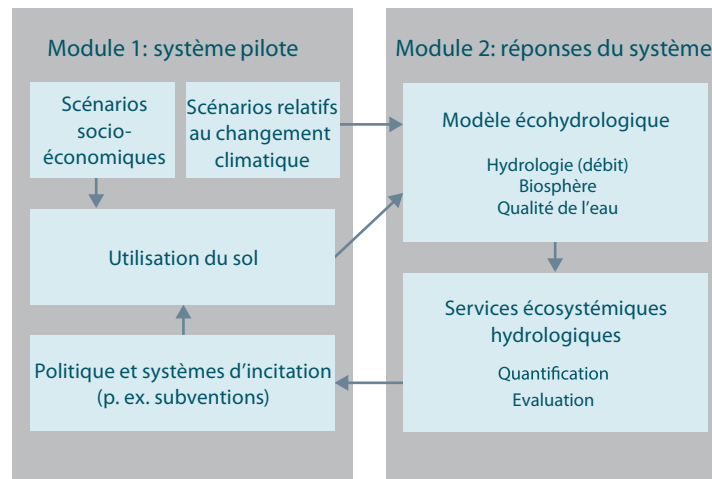 Module 1: système pilote
Scénarios
socio-
économiques
Scénarios relatifs
au changement
climatique
Utilisation du sol
Politique et systèmes d'incitation
(p. ex. subventions)
Module 2: réponses du système
Modèle écohydrologique
Hydrologie (débit)
Biosphère
Qualité de l'eau
Services écosystémiques
hydrologiques
Quantification
Evaluation